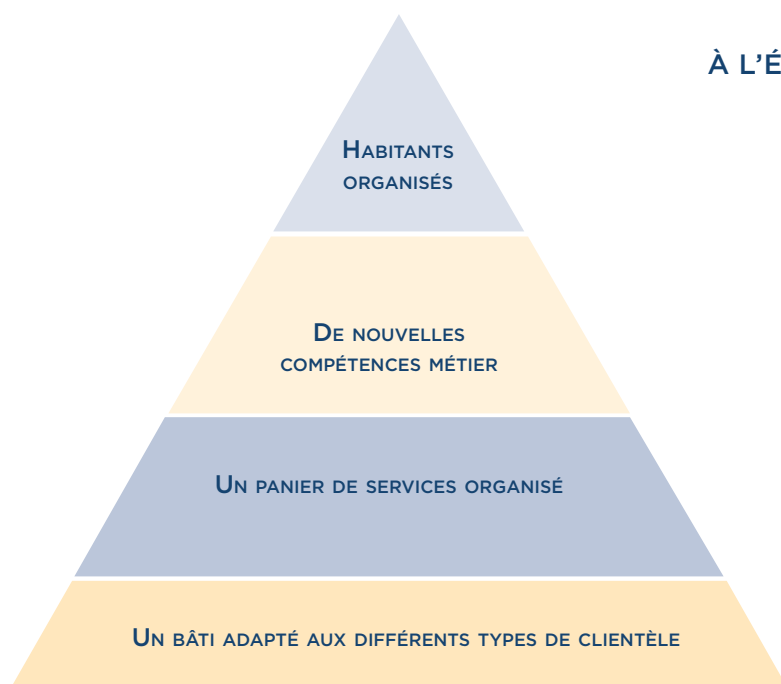 À L'É
HABITANTS
ORGANISÉS
DE NOUVELLES
COMPÉTENCES MÉTIER
UN PANIER DE SERVICES ORGANISÉ
UN BÂTI ADAPTÉ AUX DIFFÉRENTS TYPES DE CLIENTÈLE